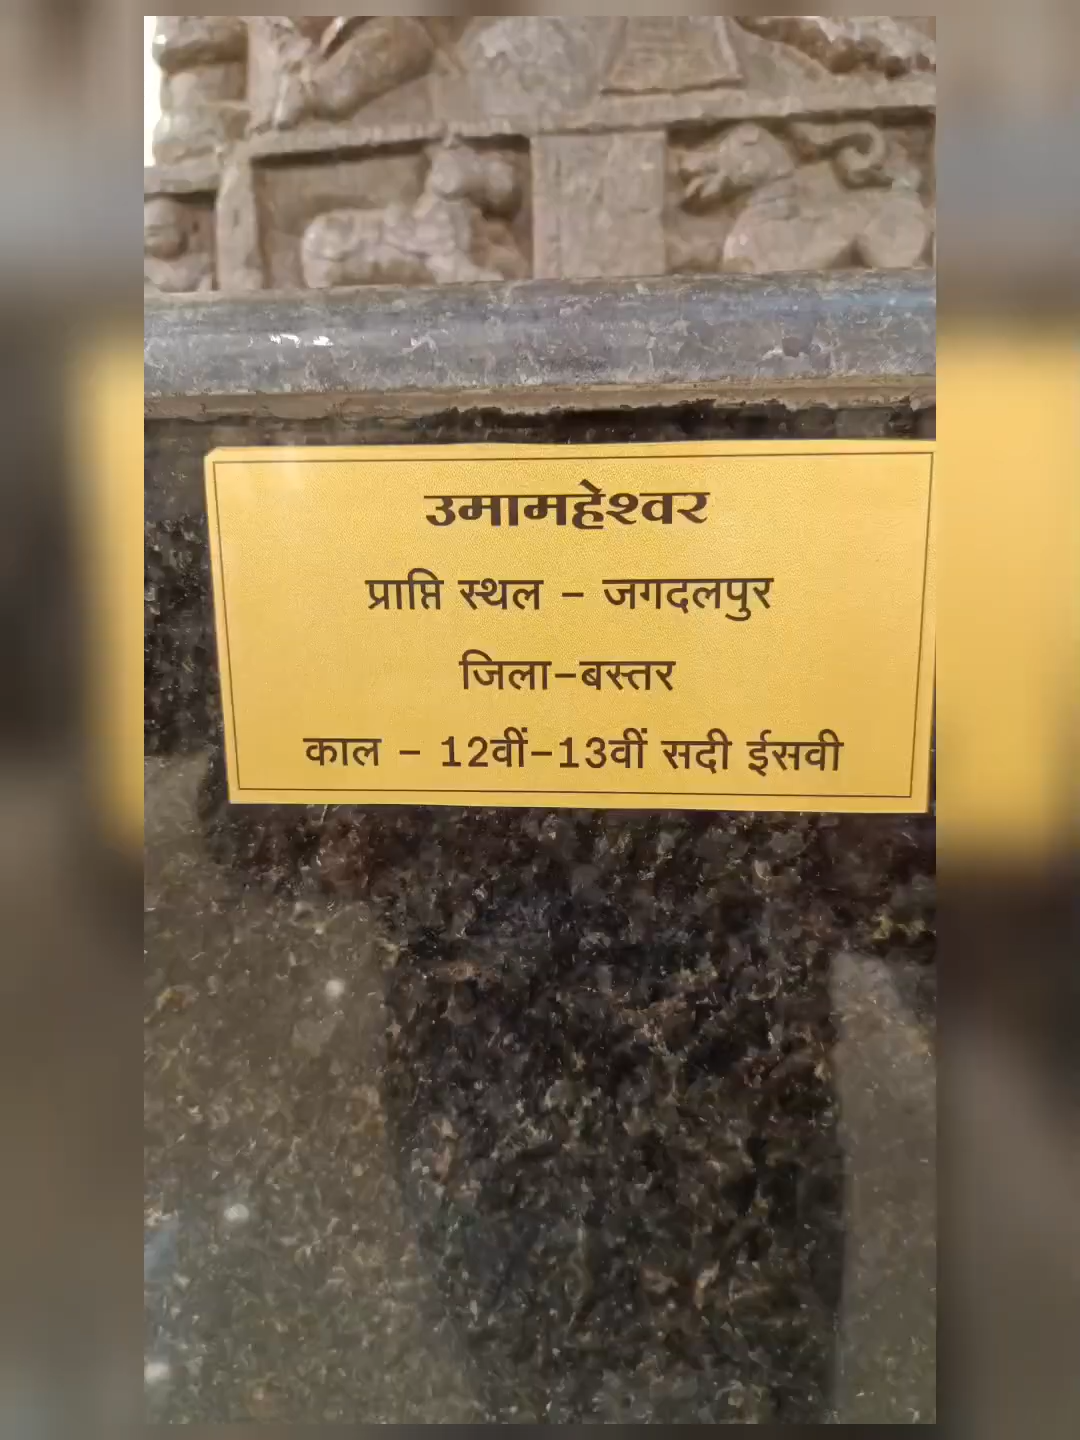 उमामहेश्वर
प्राप्ति स्थल - जगदलपुर
जिला-बस्तर
काल - 12वीं-13वीं सदी ईसवी